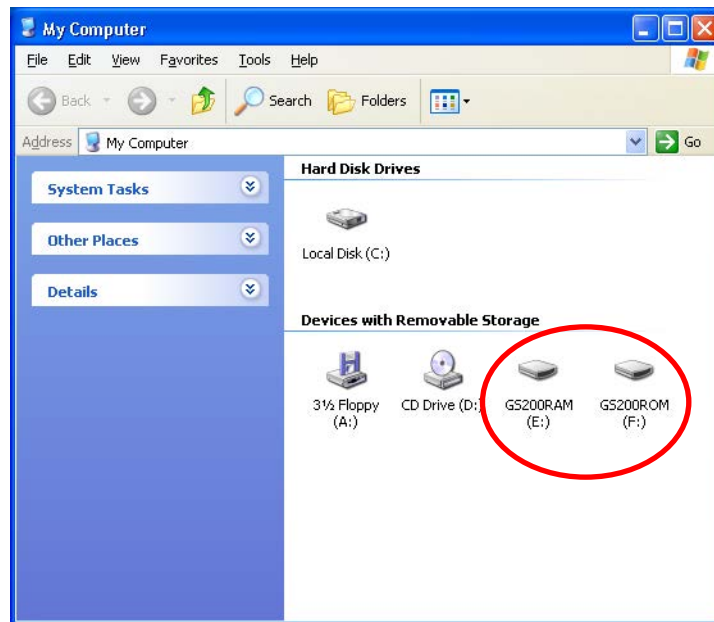 My Computer
File Edit View Favorites Tools Help
Back Search Folders
Address My Computer Go
System Tasks
Other Places
Details
Hard Disk Drives
Local Disk (C:)
Devices with Removable Storage
3½ Floppy (A:)
CD Drive (D:)
GS200RAM (E:)
GS200ROM (F:)